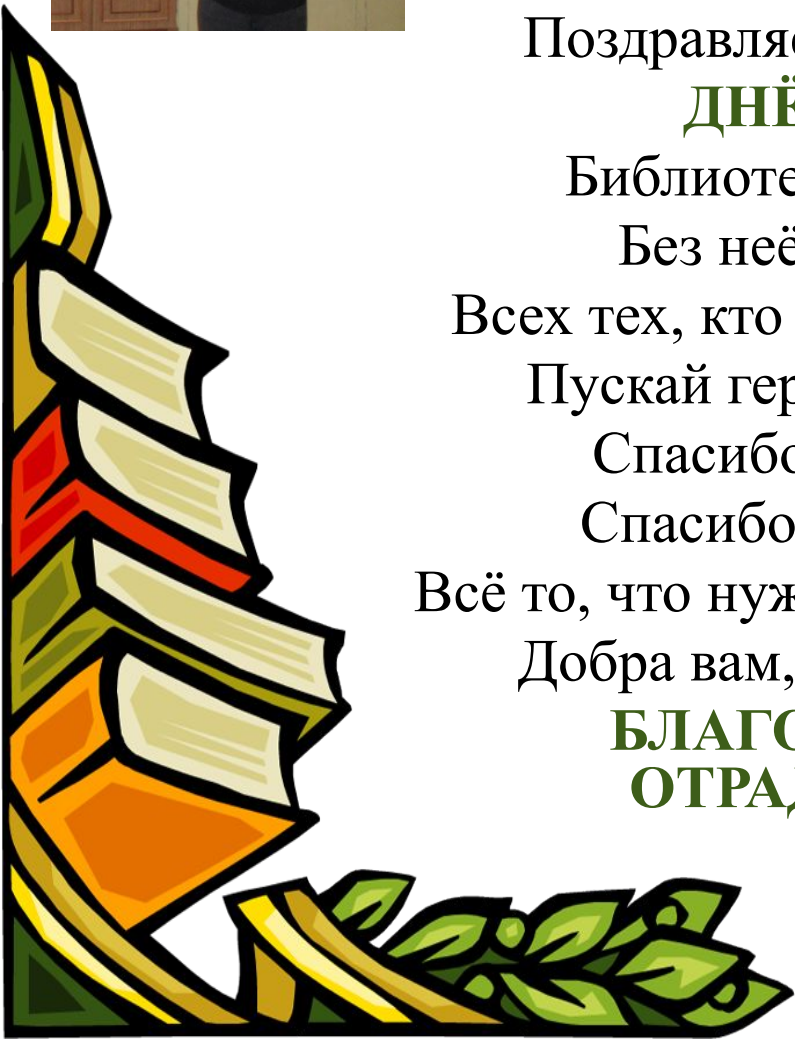 Поздравляе
ДНЁ
Библиоте
Без неё
Всех тех, кто
Пускай гер
Спасибо
Спасибо
Всё то, что нуж
Добра вам,
БЛАГО
ОТРАД